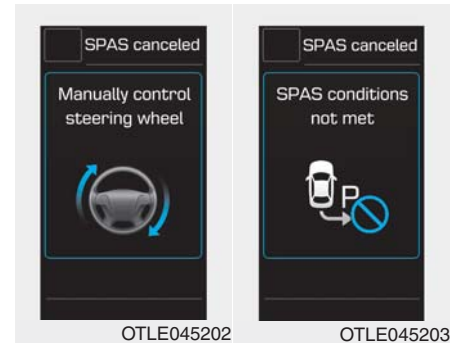 SPAS canceled
Manually control
steering wheel
OTLE045202
SPAS canceled
SPAS conditions
not met
P
OTLE045203